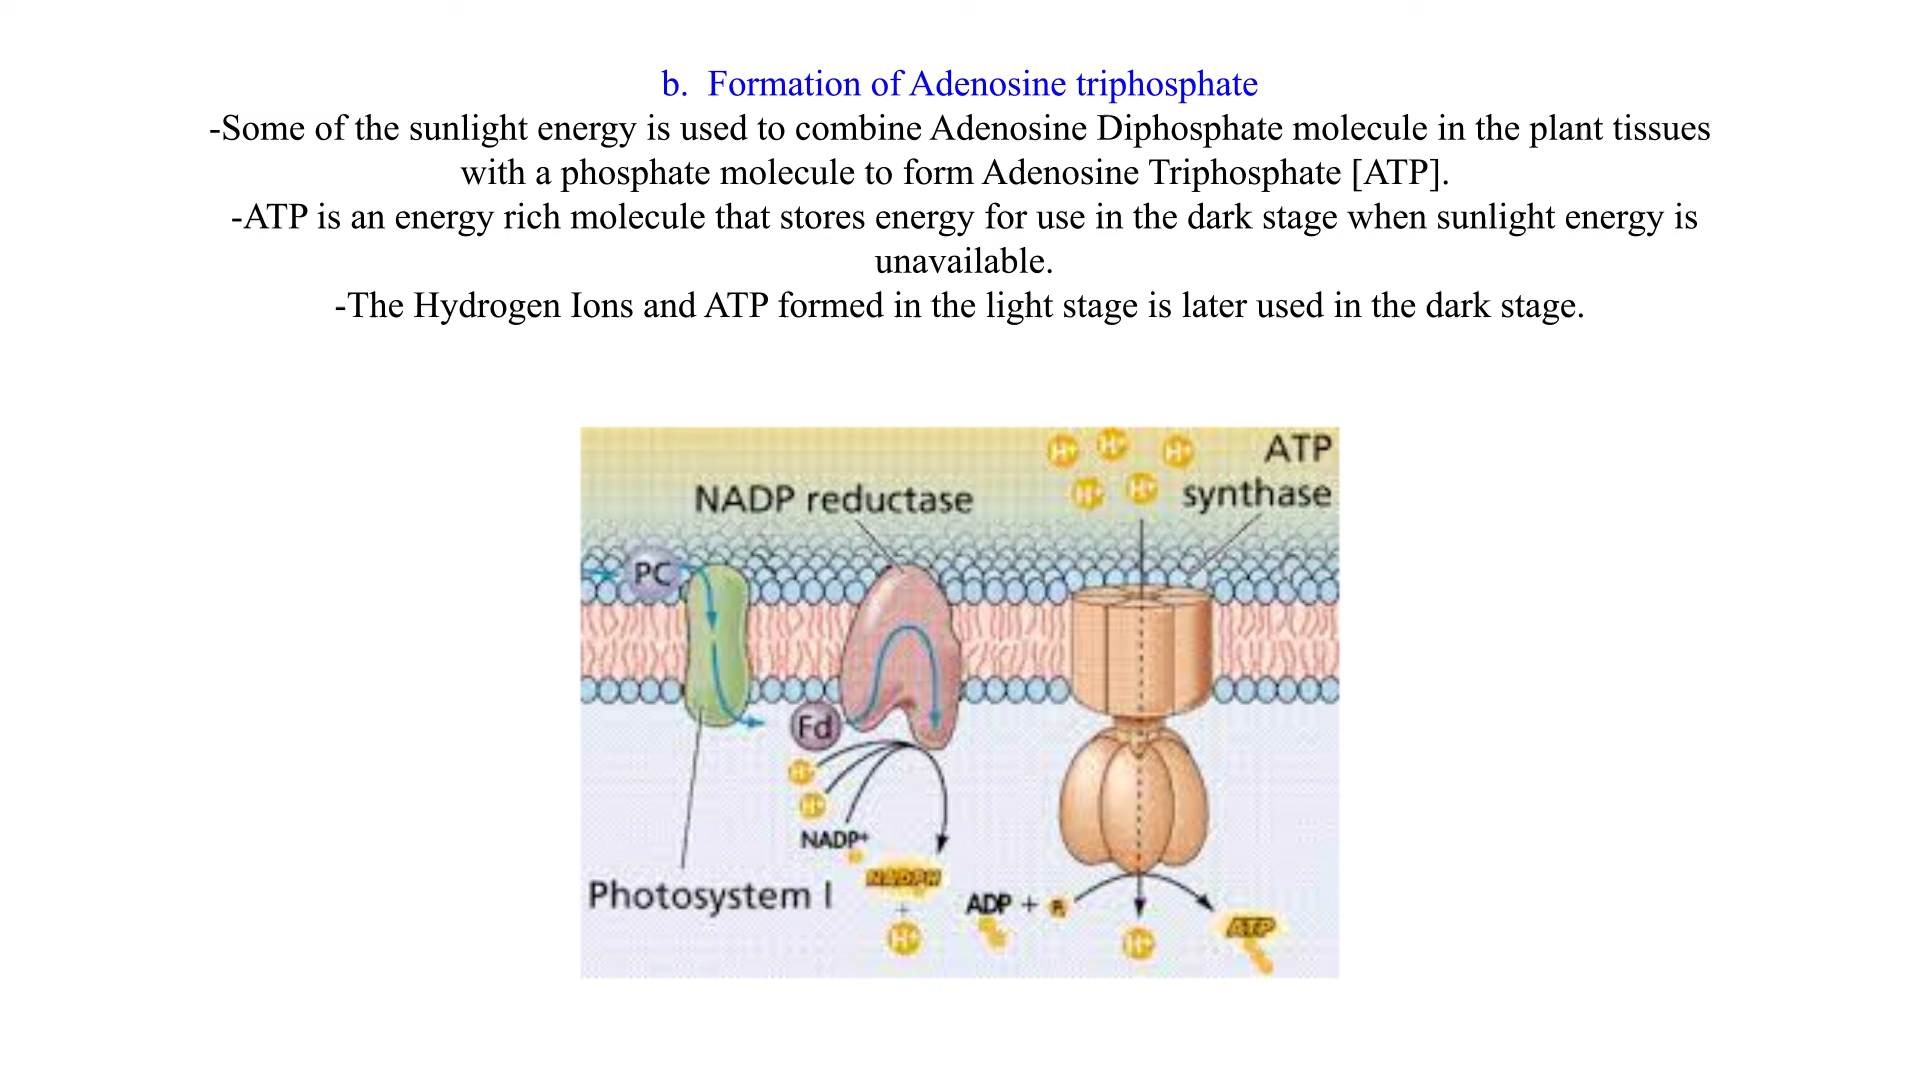 b.  Formation of Adenosine triphosphate
-Some of the sunlight energy is used to combine Adenosine Diphosphate molecule in the plant tissues
with a phosphate molecule to form Adenosine Triphosphate [ATP].
-ATP is an energy rich molecule that stores energy for use in the dark stage when sunlight energy is
unavailable.
-The Hydrogen Ions and ATP formed in the light stage is later used in the dark stage.
H+ H+ H+ ATP
NADP reductase H+ H+ synthase
PC
Fd
H+
H+
NADP+
NADPH
Photosystem I + ADP + Pi ATP
H+ H+